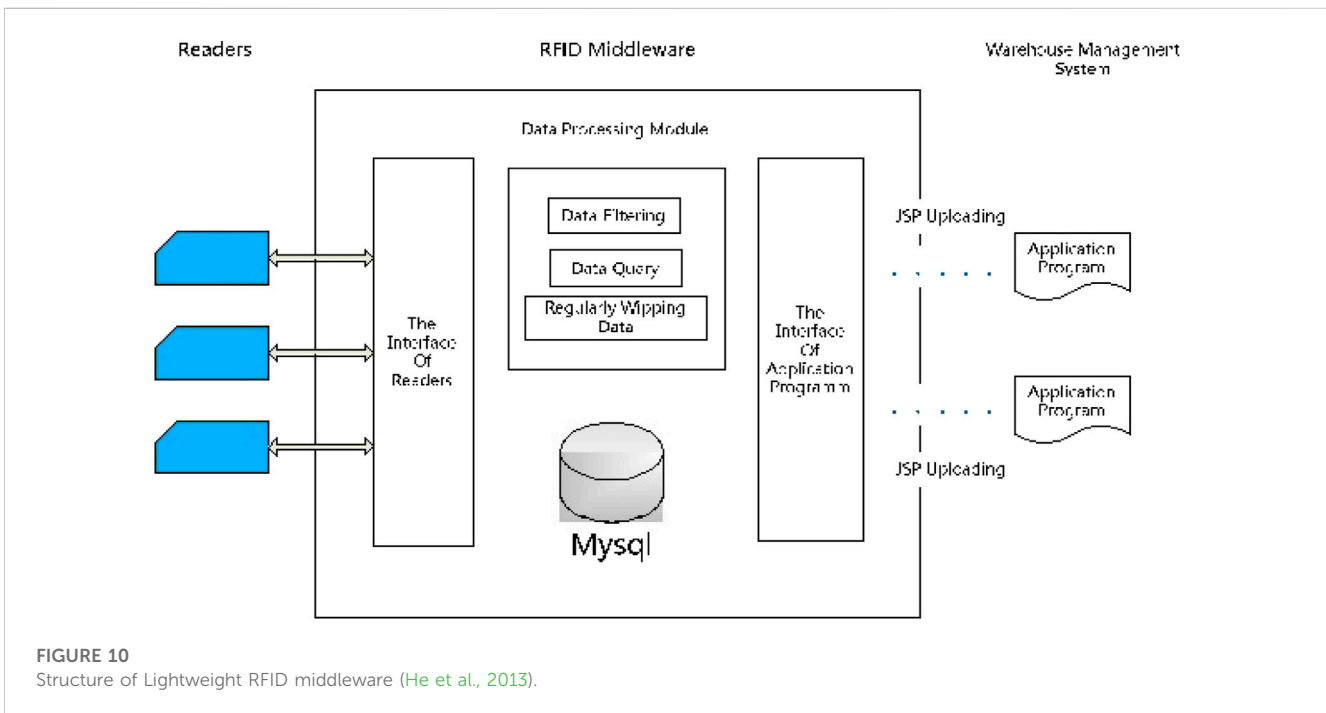 Readers
RFID Middleware
Warehouse Management
System
Data Processing Module
Data Filtering
Data Query
Regularly Wipping
Data
The
Interface
Of
Readers
The
Interface
Of
Application
Programm
Mysql
JSP Uploading
Application
Program
Application
Program
JSP Uploading
FIGURE 10
Structure of Lightweight RFID middleware (He et al., 2013).